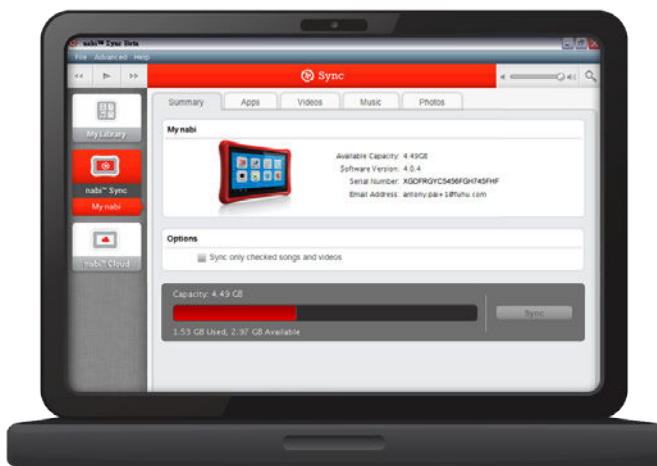 nabi™ Sync Beta
File Advanced Help
Sync
Summary Apps Videos Music Photos
My Library
nabi™ Sync
My nabi
nabi™ Cloud
My nabi
Available Capacity: 4.49GB
Software Version: 4.0.4
Serial Number: XGDFRGYC5456FGH745FHF
Email Address: antony.pai+1@fuhu.com
Options
Sync only checked songs and videos
Capacity: 4.49 GB
Sync
1.53 GB Used, 2.97 GB Available